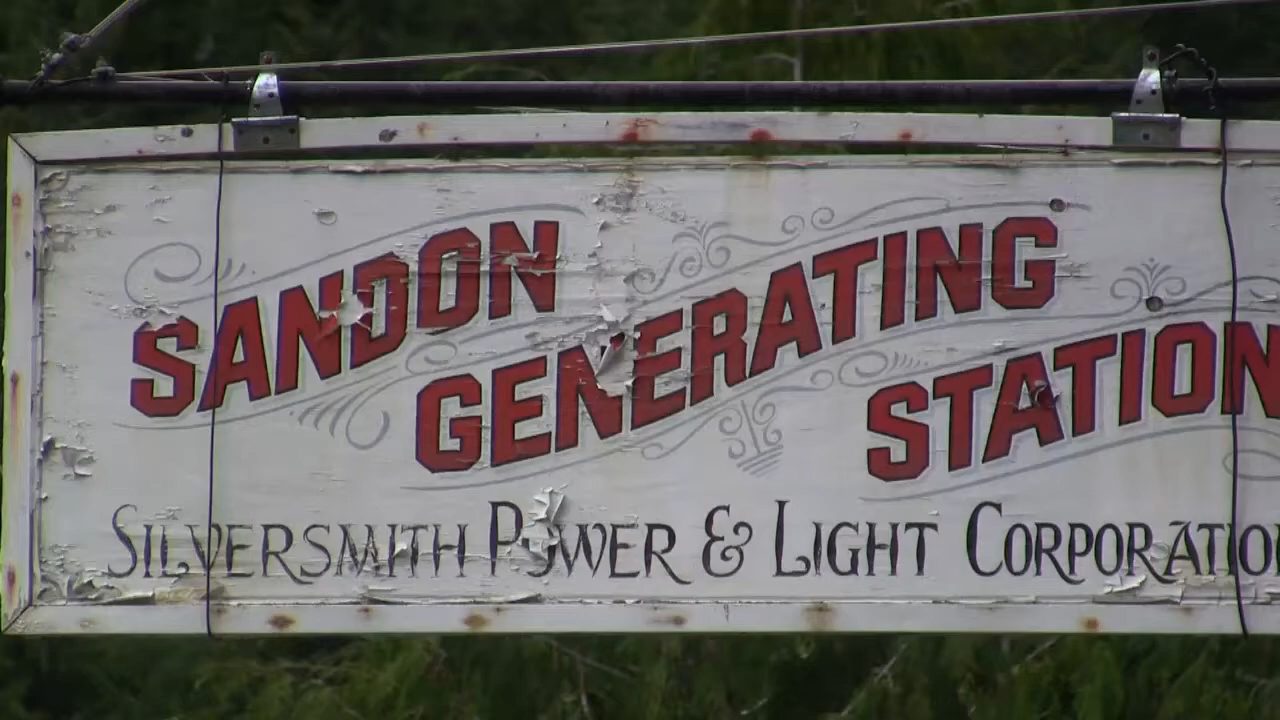 SANDON
GENERATING
STATION
SILVERSMITH POWER & LIGHT CORPORATION